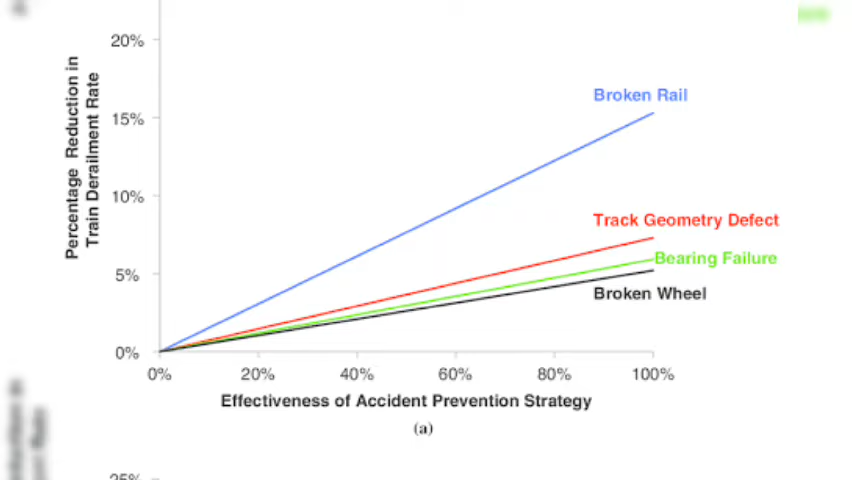 20%
15%
10%
5%
0%
Percentage Reduction in
Train Derailment Rate
Broken Rail
Track Geometry Defect
Bearing Failure
Broken Wheel
0% 20% 40% 60% 80% 100%
Effectiveness of Accident Prevention Strategy
(a)
25%